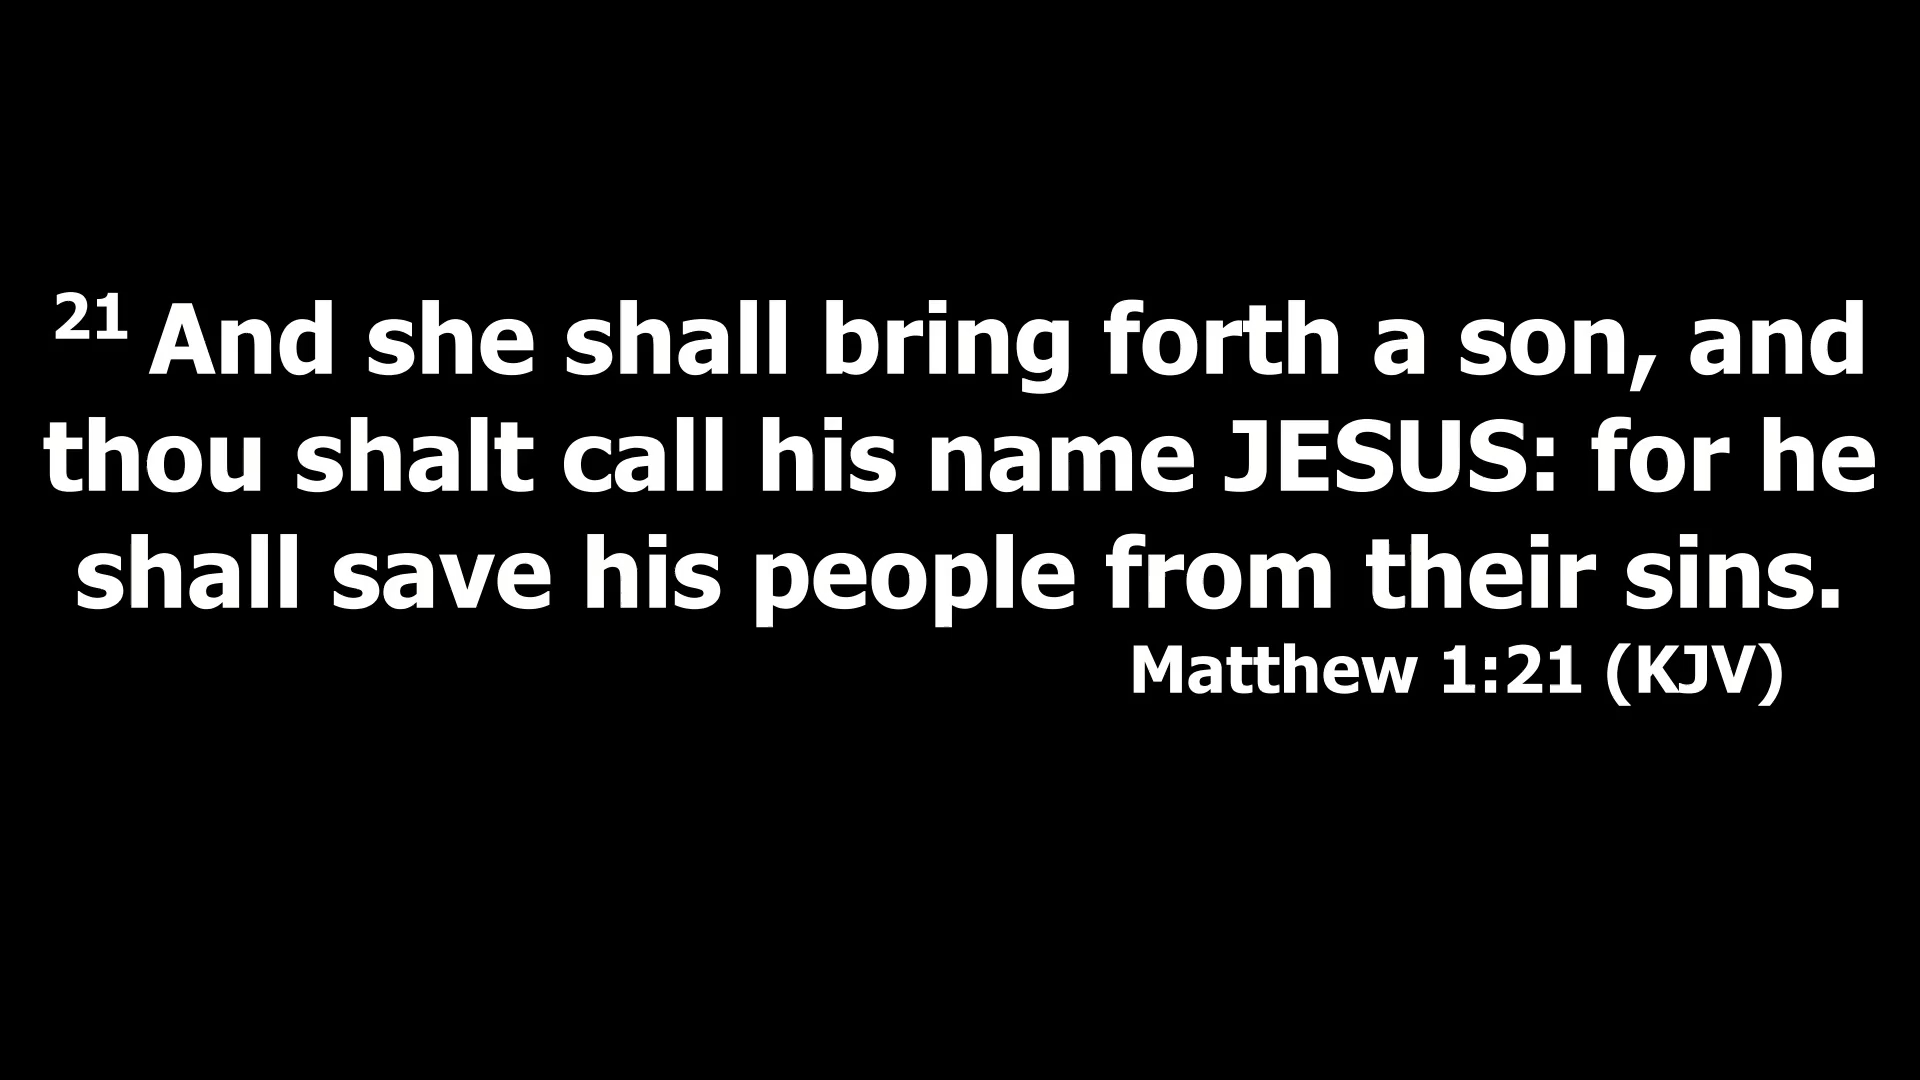 21 And she shall bring forth a son, and
thou shalt call his name JESUS: for he
shall save his people from their sins.
Matthew 1:21 (KJV)